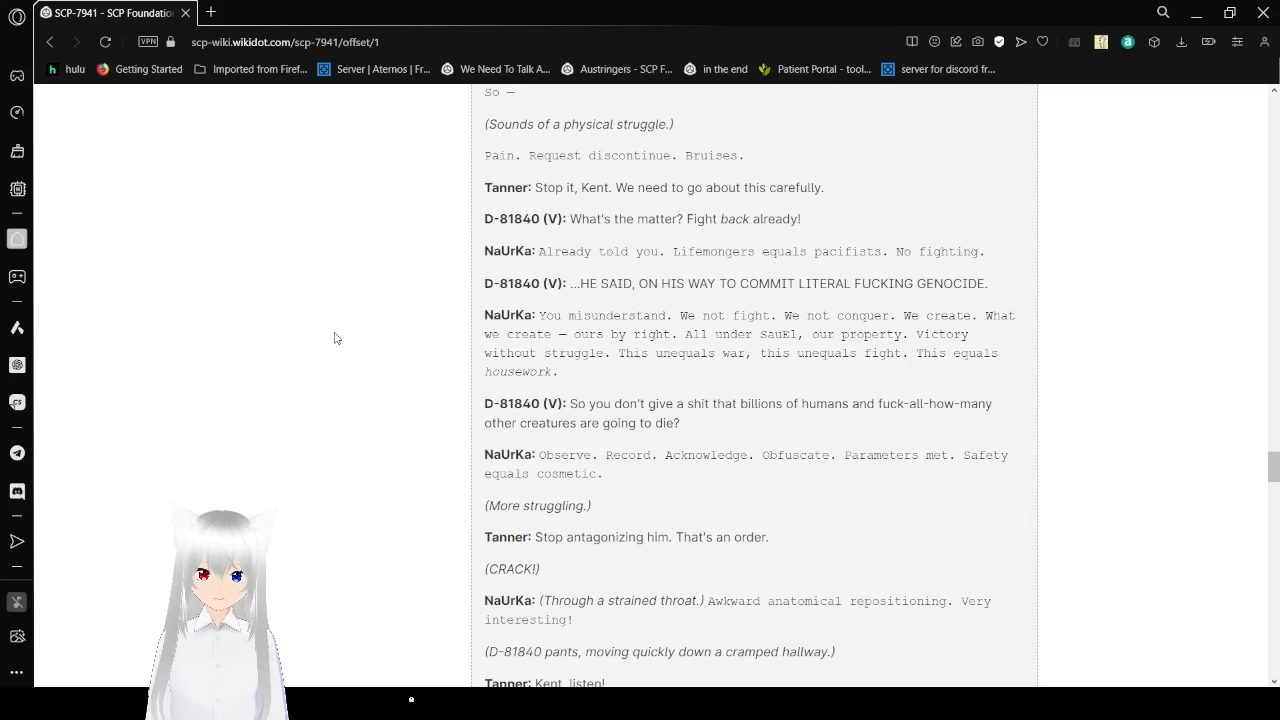 SCP-7941 - SCP Foundatio
VPN
scp-wiki.wikidot.com/scp-7941/offset/1
hulu
Getting Started
Imported from Firef...
Server | Aternos | Fr...
We Need To Talk A...
Austringers - SCP F...
in the end
Patient Portal - tool...
server for discord fr...
So —
(Sounds of a physical struggle.)
Pain. Request discontinue. Bruises.
Tanner: Stop it, Kent. We need to go about this carefully.
D-81840 (V): What's the matter? Fight back already!
NaUrKa: Already told you. Lifemongers equals pacifists. No fighting.
D-81840 (V): ...HE SAID, ON HIS WAY TO COMMIT LITERAL FUCKING GENOCIDE.
NaUrKa: You misunderstand. We not fight. We not conquer. We create. What
we create — ours by right. All under SauEl, our property. Victory
without struggle. This unequals war, this unequals fight. This equals
housework.
D-81840 (V): So you don't give a shit that billions of humans and fuck-all-how-many
other creatures are going to die?
NaUrKa: Observe. Record. Acknowledge. Obfuscate. Parameters met. Safety
equals cosmetic.
(More struggling.)
Tanner: Stop antagonizing him. That's an order.
(CRACK!)
NaUrKa: (Through a strained throat.) Awkward anatomical repositioning. Very
interesting!
(D-81840 pants, moving quickly down a cramped hallway.)
Tanner: Kent, listen!